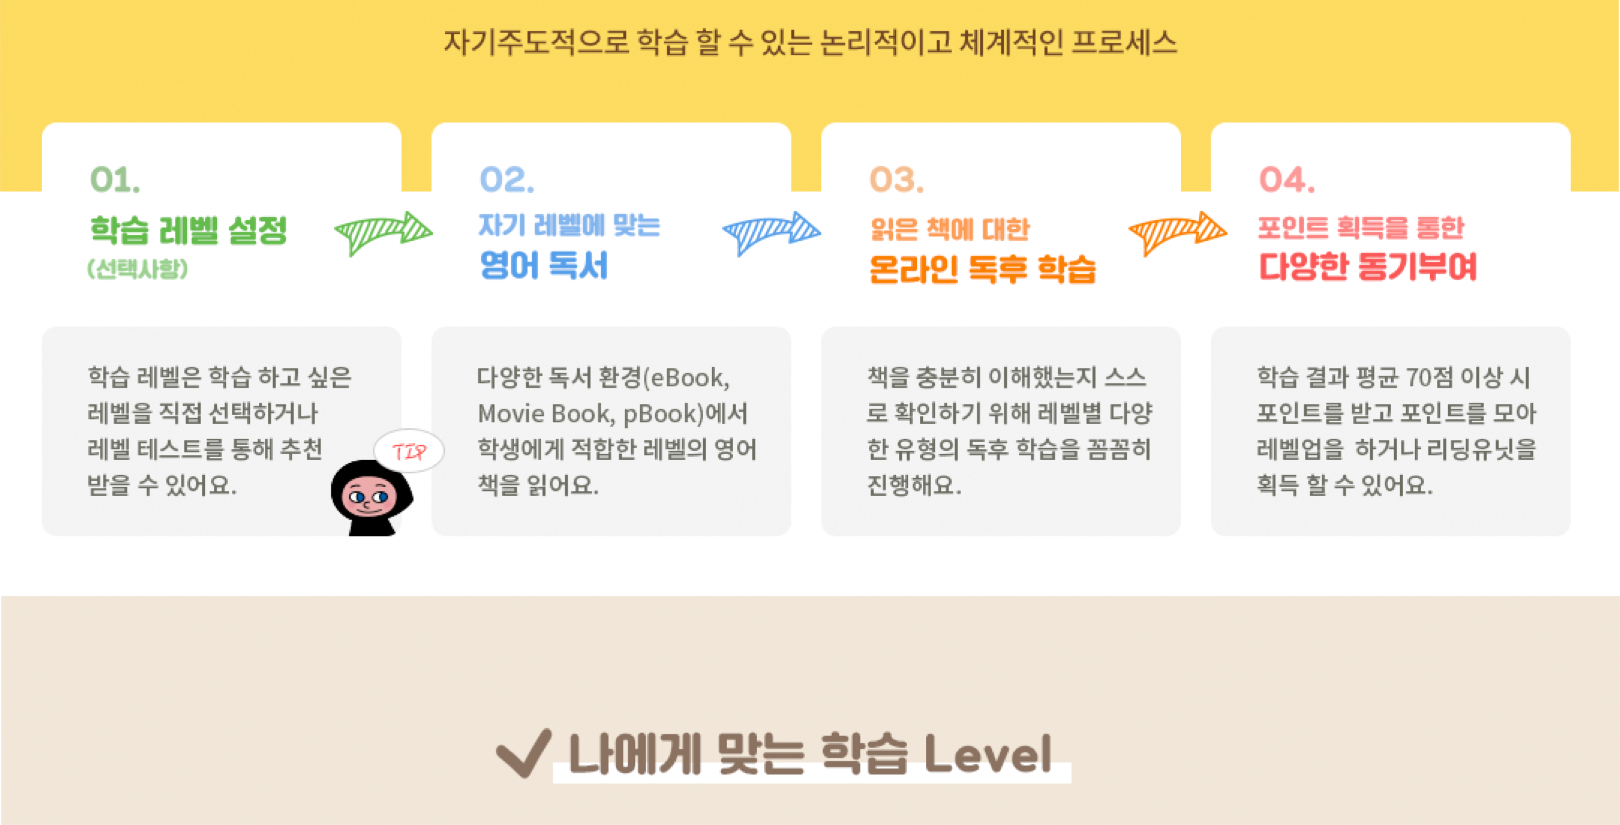 자기주도적으로 학습 할 수 있는 논리적이고 체계적인 프로세스
01.
학습 레벨 설정
(선택사항)
학습 레벨은 학습 하고 싶은
레벨을 직접 선택하거나
레벨 테스트를 통해 추천
받을 수 있어요.
TIP
02.
자기 레벨에 맞는
영어 독서
다양한 독서 환경(eBook,
Movie Book, pBook)에서
학생에게 적합한 레벨의 영어
책을 읽어요.
03.
읽은 책에 대한
온라인 독후 학습
책을 충분히 이해했는지 스스
로 확인하기 위해 레벨별 다양
한 유형의 독후 학습을 꼼꼼히
진행해요.
04.
포인트 획득을 통한
다양한 동기부여
학습 결과 평균 70점 이상 시
포인트를 받고 포인트를 모아
레벨업을 하거나 리딩유닛을
획득 할 수 있어요.
나에게 맞는 학습 Level